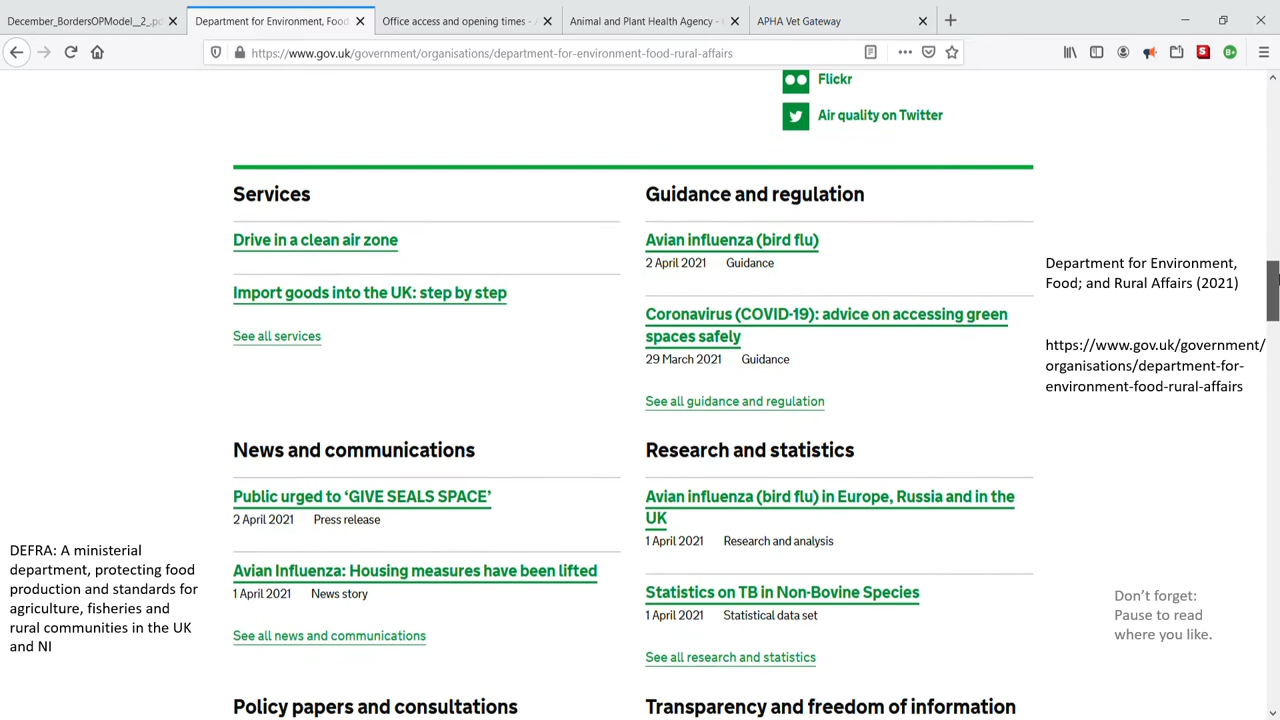 December_BordersOPModel__2_.pd
Department for Environment, Food
Office access and opening times - A
Animal and Plant Health Agency - G
APHA Vet Gateway
https://www.gov.uk/government/organisations/department-for-environment-food-rural-affairs
Flickr
Air quality on Twitter
Services
Drive in a clean air zone
Import goods into the UK: step by step
See all services
Guidance and regulation
Avian influenza (bird flu)
2 April 2021 Guidance
Coronavirus (COVID-19): advice on accessing green
spaces safely
29 March 2021 Guidance
See all guidance and regulation
Department for Environment,
Food; and Rural Affairs (2021)
https://www.gov.uk/government/
organisations/department-for-
environment-food-rural-affairs
News and communications
Public urged to ‘GIVE SEALS SPACE’
2 April 2021 Press release
Avian Influenza: Housing measures have been lifted
1 April 2021 News story
See all news and communications
Research and statistics
Avian influenza (bird flu) in Europe, Russia and in the
UK
1 April 2021 Research and analysis
Statistics on TB in Non-Bovine Species
1 April 2021 Statistical data set
See all research and statistics
DEFRA: A ministerial
department, protecting food
production and standards for
agriculture, fisheries and
rural communities in the UK
and NI
Don’t forget:
Pause to read
where you like.
Policy papers and consultations
Transparency and freedom of information